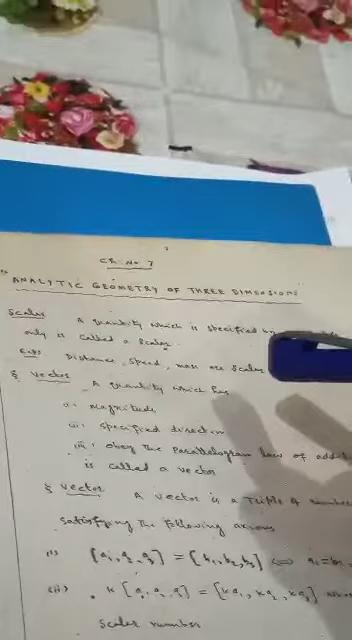 CH. No 7
ANALYTIC GEOMETRY OF THREE DIMENSIONS
Scalar A quantity which is specified by
only is called a Scalar.
Exp: Distance, Speed, mass are scalar
§ Vector
A quantity which has
i. magnitude
ii. specified direction
iii. obey the Parallelogram law of addit
is called a vector
§ Vector A vector is a Triple of number
satisfying the following axioms
(i) [a₁, a₂, a₃] = [b₁, b₂, b₃] ⟺ a₁ = b₁
(ii) k [a₁, a₂, a₃] = [ka₁, ka₂, ka₃]
Scalar number